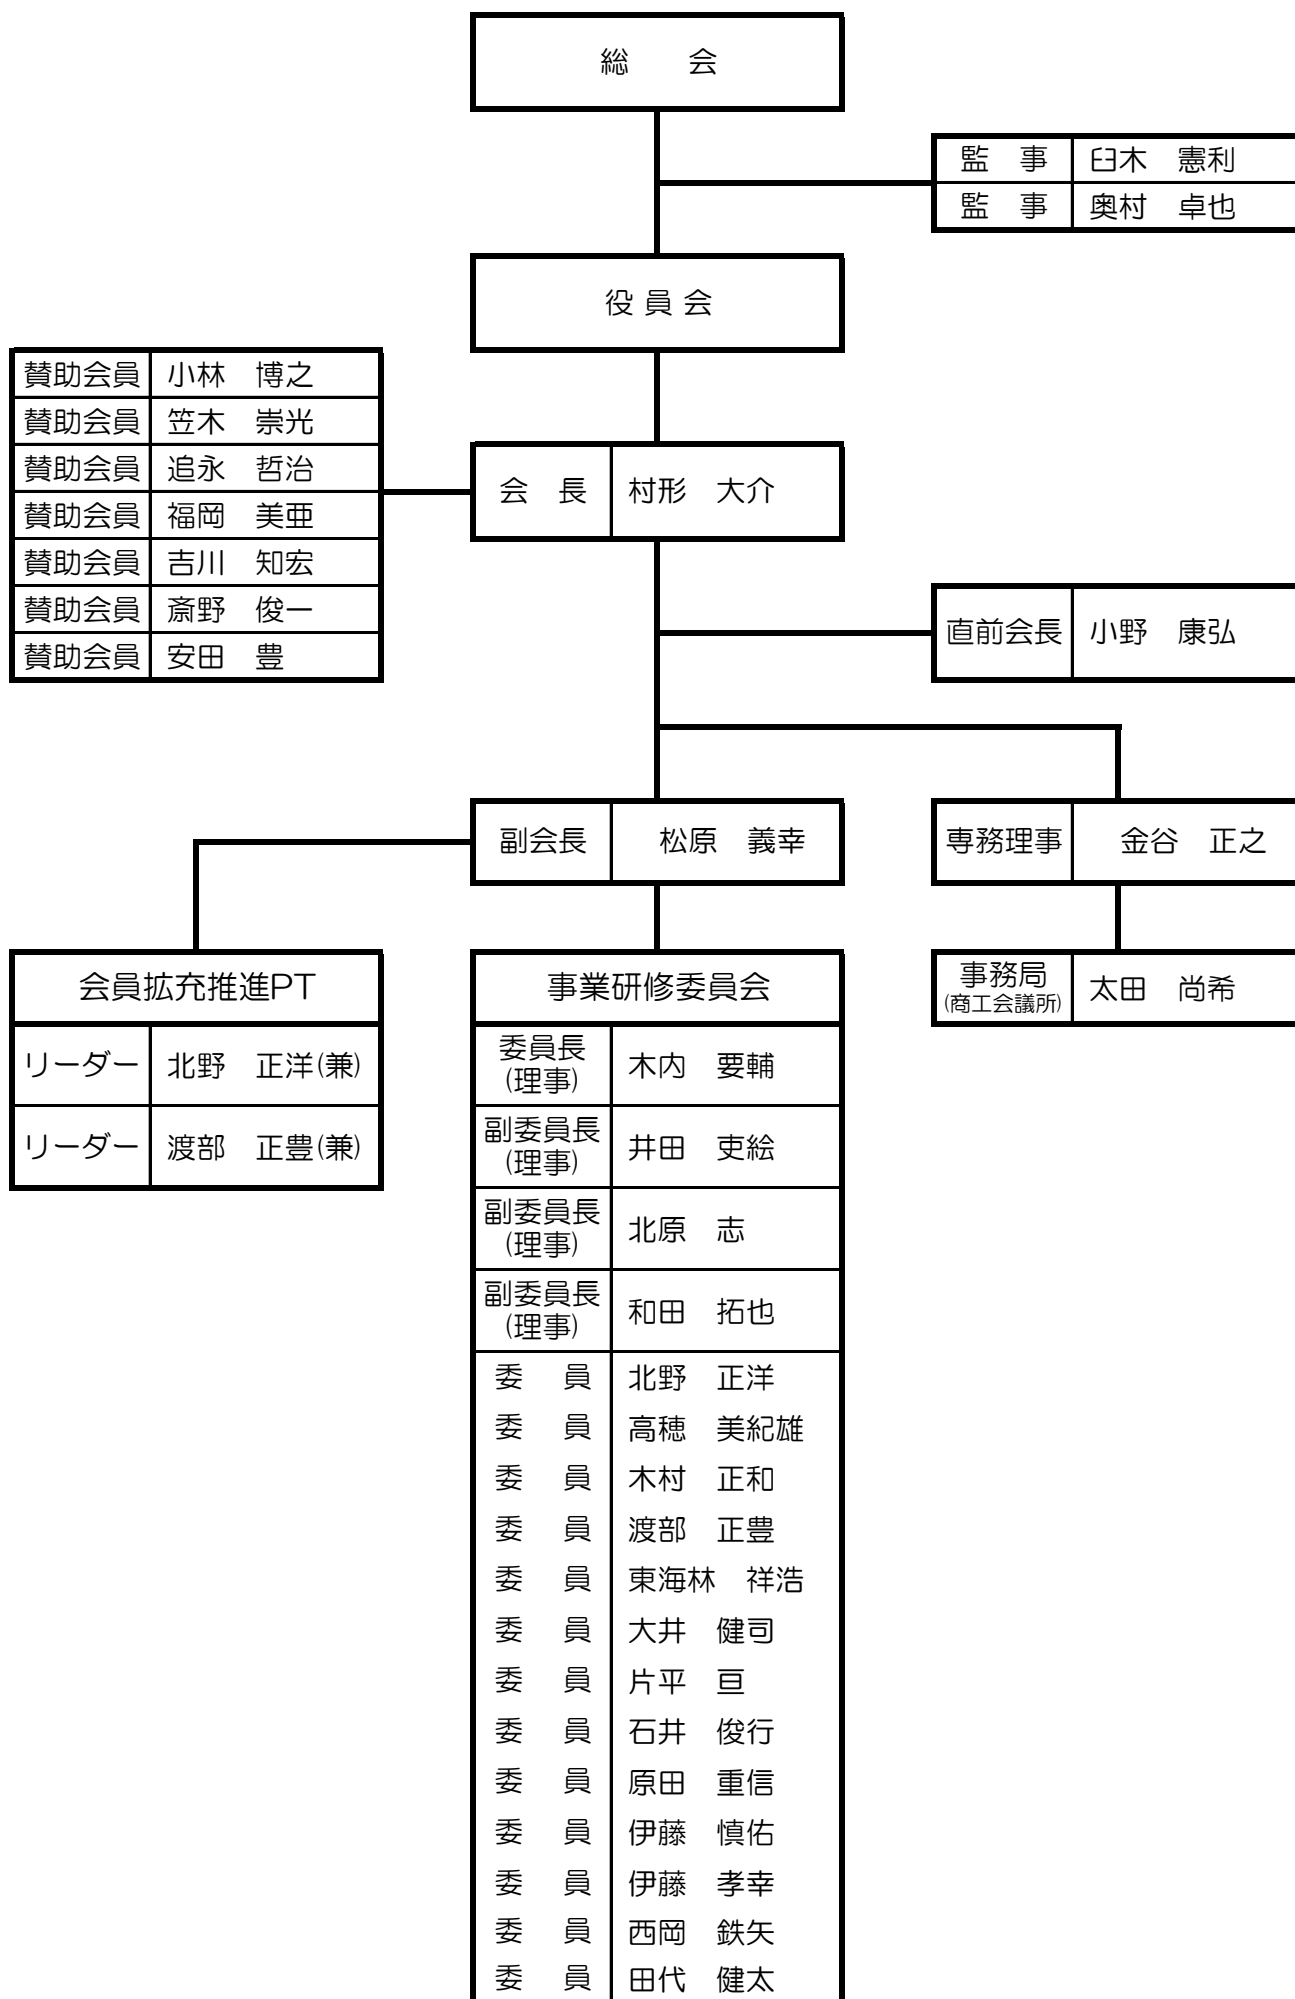 総　会
監　事　臼木　憲利
監　事　奥村　卓也
役員会
賛助会員　小林　博之
賛助会員　笠木　崇光
賛助会員　追永　哲治
賛助会員　福岡　美亜
賛助会員　吉川　知宏
賛助会員　斎野　俊一
賛助会員　安田　豊
会　長　村形　大介
直前会長　小野　康弘
副会長　松原　義幸
専務理事　金谷　正之
会員拡充推進PT
リーダー　北野　正洋(兼)
リーダー　渡部　正豊(兼)
事業研修委員会
委員長
(理事)　木内　要輔
副委員長
(理事)　井田　吏絵
副委員長
(理事)　北原　志
副委員長
(理事)　和田　拓也
委　員　北野　正洋
委　員　高穂　美紀雄
委　員　木村　正和
委　員　渡部　正豊
委　員　東海林　祥浩
委　員　大井　健司
委　員　片平　亘
委　員　石井　俊行
委　員　原田　重信
委　員　伊藤　慎佑
委　員　伊藤　孝幸
委　員　西岡　鉄矢
委　員　田代　健太
事務局
(商工会議所)　太田　尚希